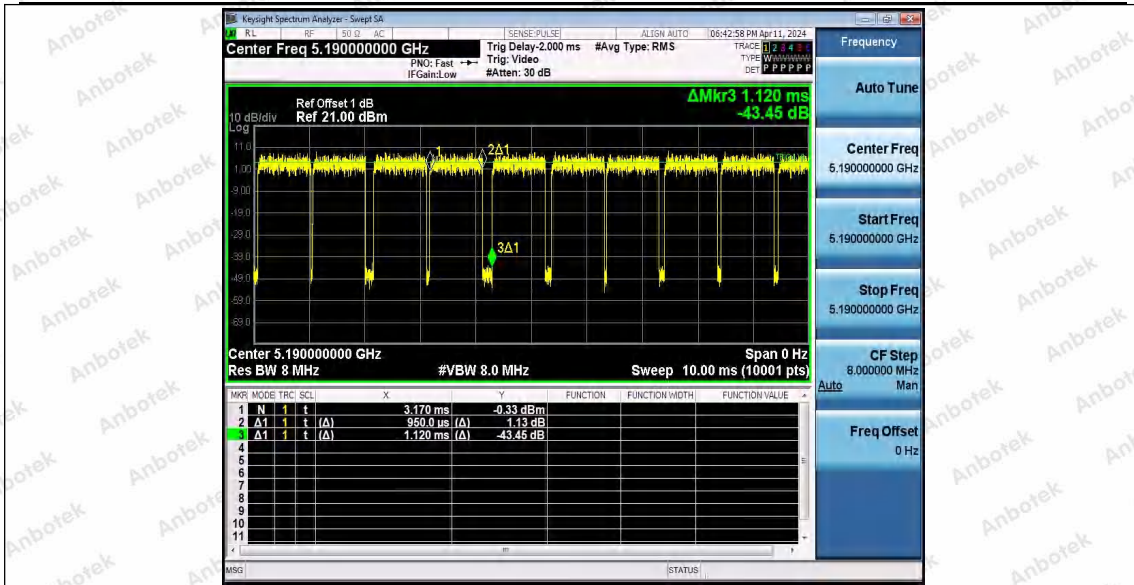 Keysight Spectrum Analyzer - Swept SA
RL RF 50 Ω AC SENSE:PULSE ALIGN AUTO 06:42:58 PM Apr 11, 2024
Center Freq 5.190000000 GHz
Trig Delay-2.000 ms #Avg Type: RMS
PNO: Fast Trig: Video
IFGain:Low #Atten: 30 dB
TRACE 1 2 3 4 5 6
TYPE WWWWWW
DET P P P P P P
ΔMkr3 1.120 ms
-43.45 dB
Ref Offset 1 dB
10 dB/div Ref 21.00 dBm
Log
11.0
1.00
-9.00
-19.0
-29.0
-39.0
-49.0
-59.0
-69.0
1
2Δ1
3Δ1
Center 5.190000000 GHz Span 0 Hz
Res BW 8 MHz #VBW 8.0 MHz Sweep 10.00 ms (10001 pts)
MKR MODE TRC SCL X Y FUNCTION FUNCTION WIDTH FUNCTION VALUE
1 N 1 t 3.170 ms -0.33 dBm
2 Δ1 1 t (Δ) 950.0 us (Δ) 1.13 dB
3 Δ1 1 t (Δ) 1.120 ms (Δ) -43.45 dB
4
5
6
7
8
9
10
11
MSG STATUS
Frequency
Auto Tune
Center Freq
5.190000000 GHz
Start Freq
5.190000000 GHz
Stop Freq
5.190000000 GHz
CF Step
8.000000 MHz
Auto Man
Freq Offset
0 Hz
Anbotek